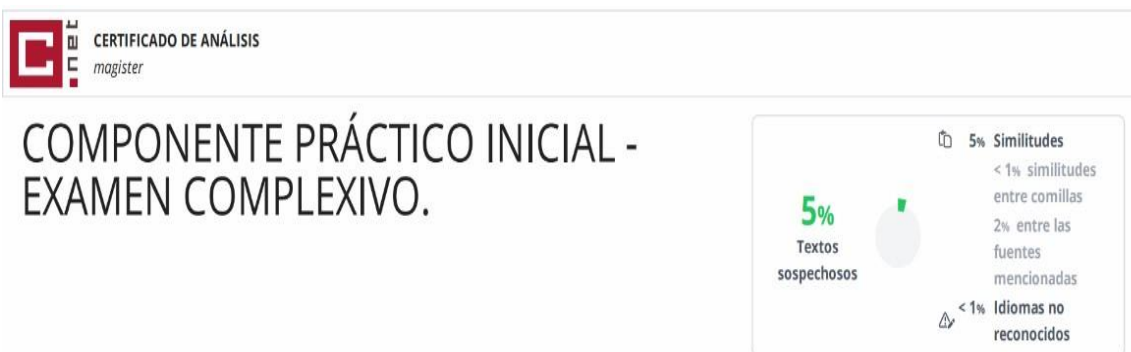 C.net
CERTIFICADO DE ANÁLISIS
magister
COMPONENTE PRÁCTICO INICIAL -
EXAMEN COMPLEXIVO.
5%
Textos
sospechosos
5% Similitudes
< 1% similitudes
entre comillas
2% entre las
fuentes
mencionadas
< 1% Idiomas no
reconocidos